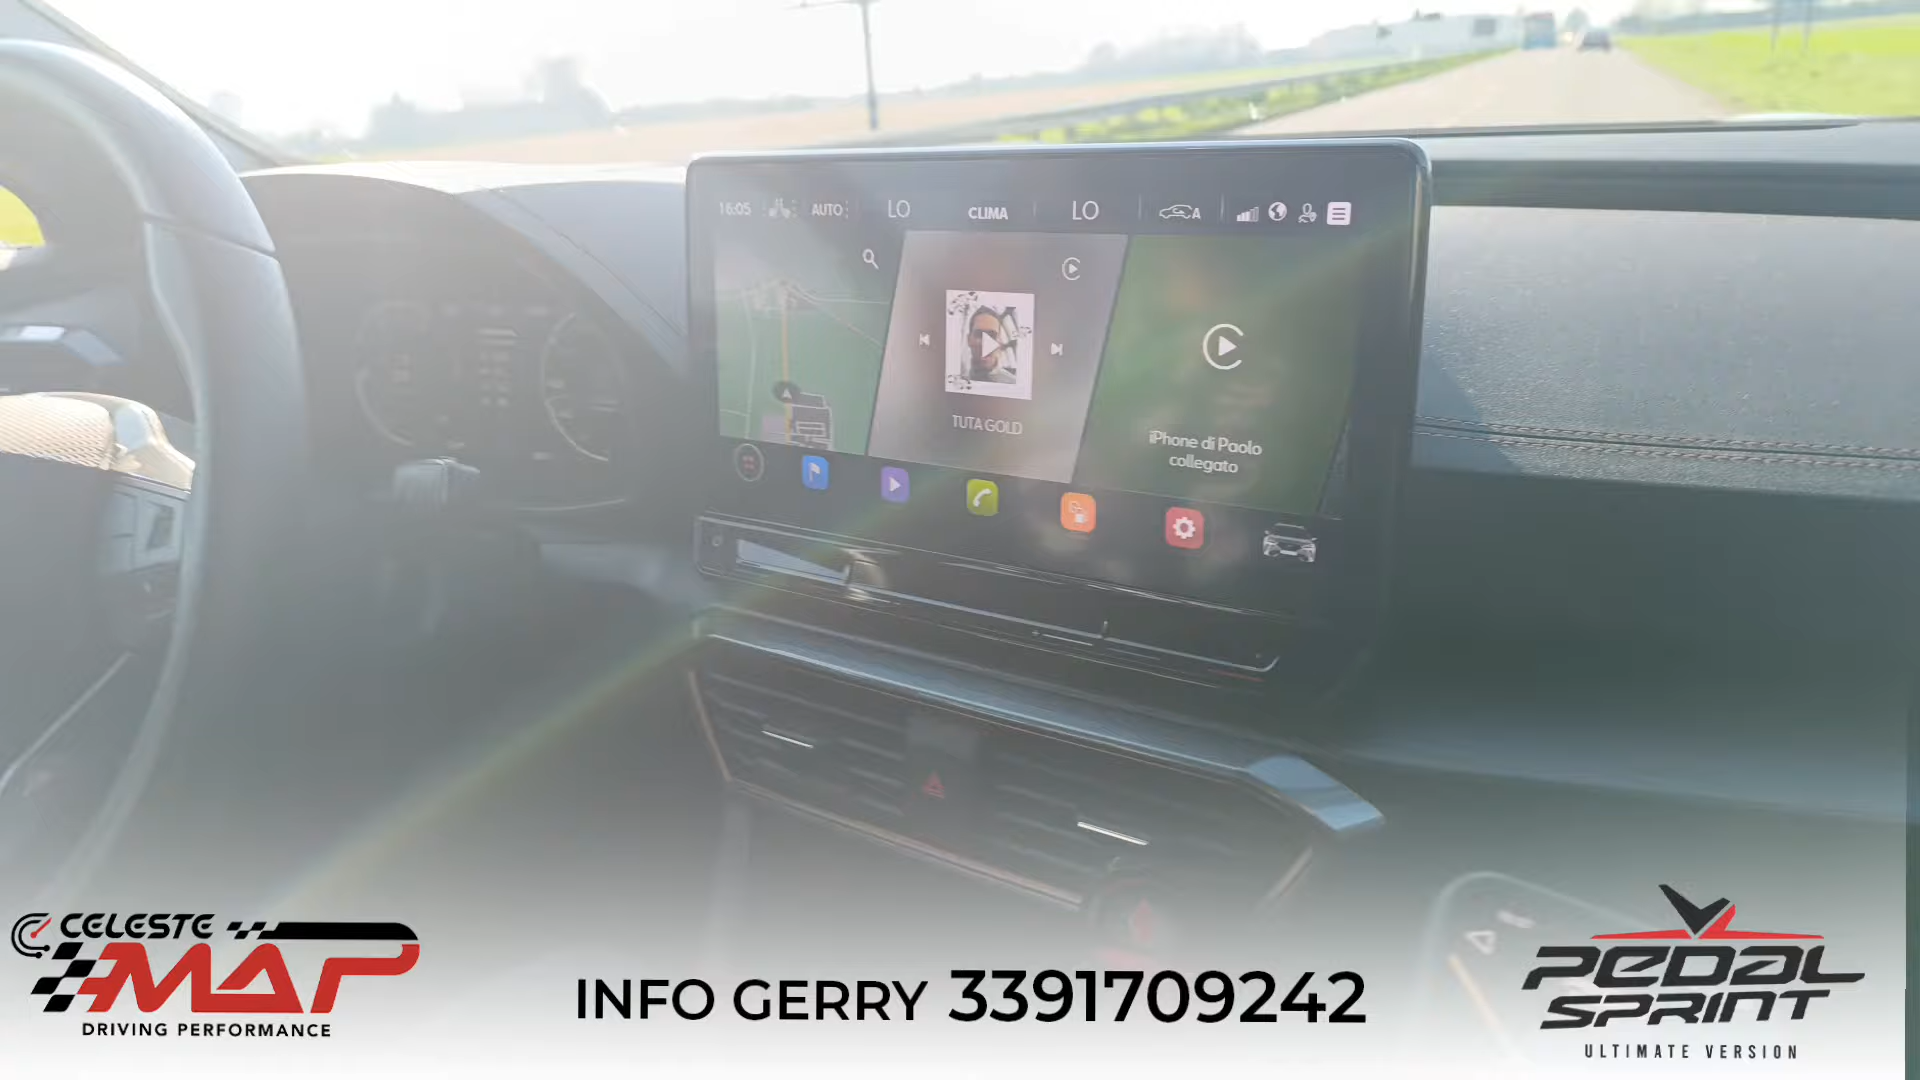 16:05 AUTO LO CLIMA LO A
TUTA GOLD
iPhone di Paolo
collegato
CELESTE
MAP
DRIVING PERFORMANCE
INFO GERRY 3391709242
PEDAL
SPRINT
ULTIMATE VERSION